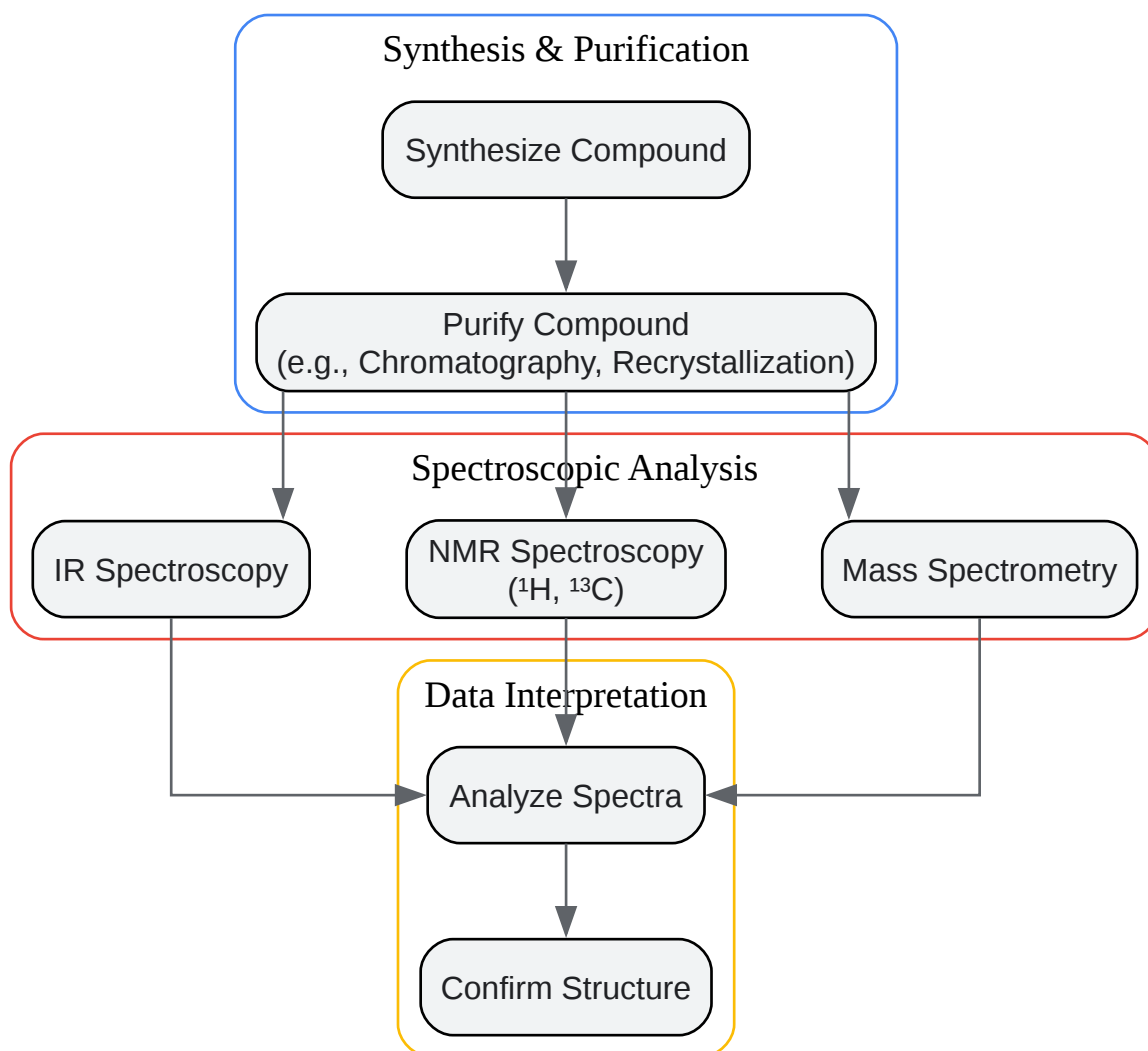 Synthesis & Purification
Synthesize Compound
Purify Compound
(e.g., Chromatography, Recrystallization)
Spectroscopic Analysis
IR Spectroscopy
NMR Spectroscopy
(¹H, ¹³C)
Mass Spectrometry
Data Interpretation
Analyze Spectra
Confirm Structure